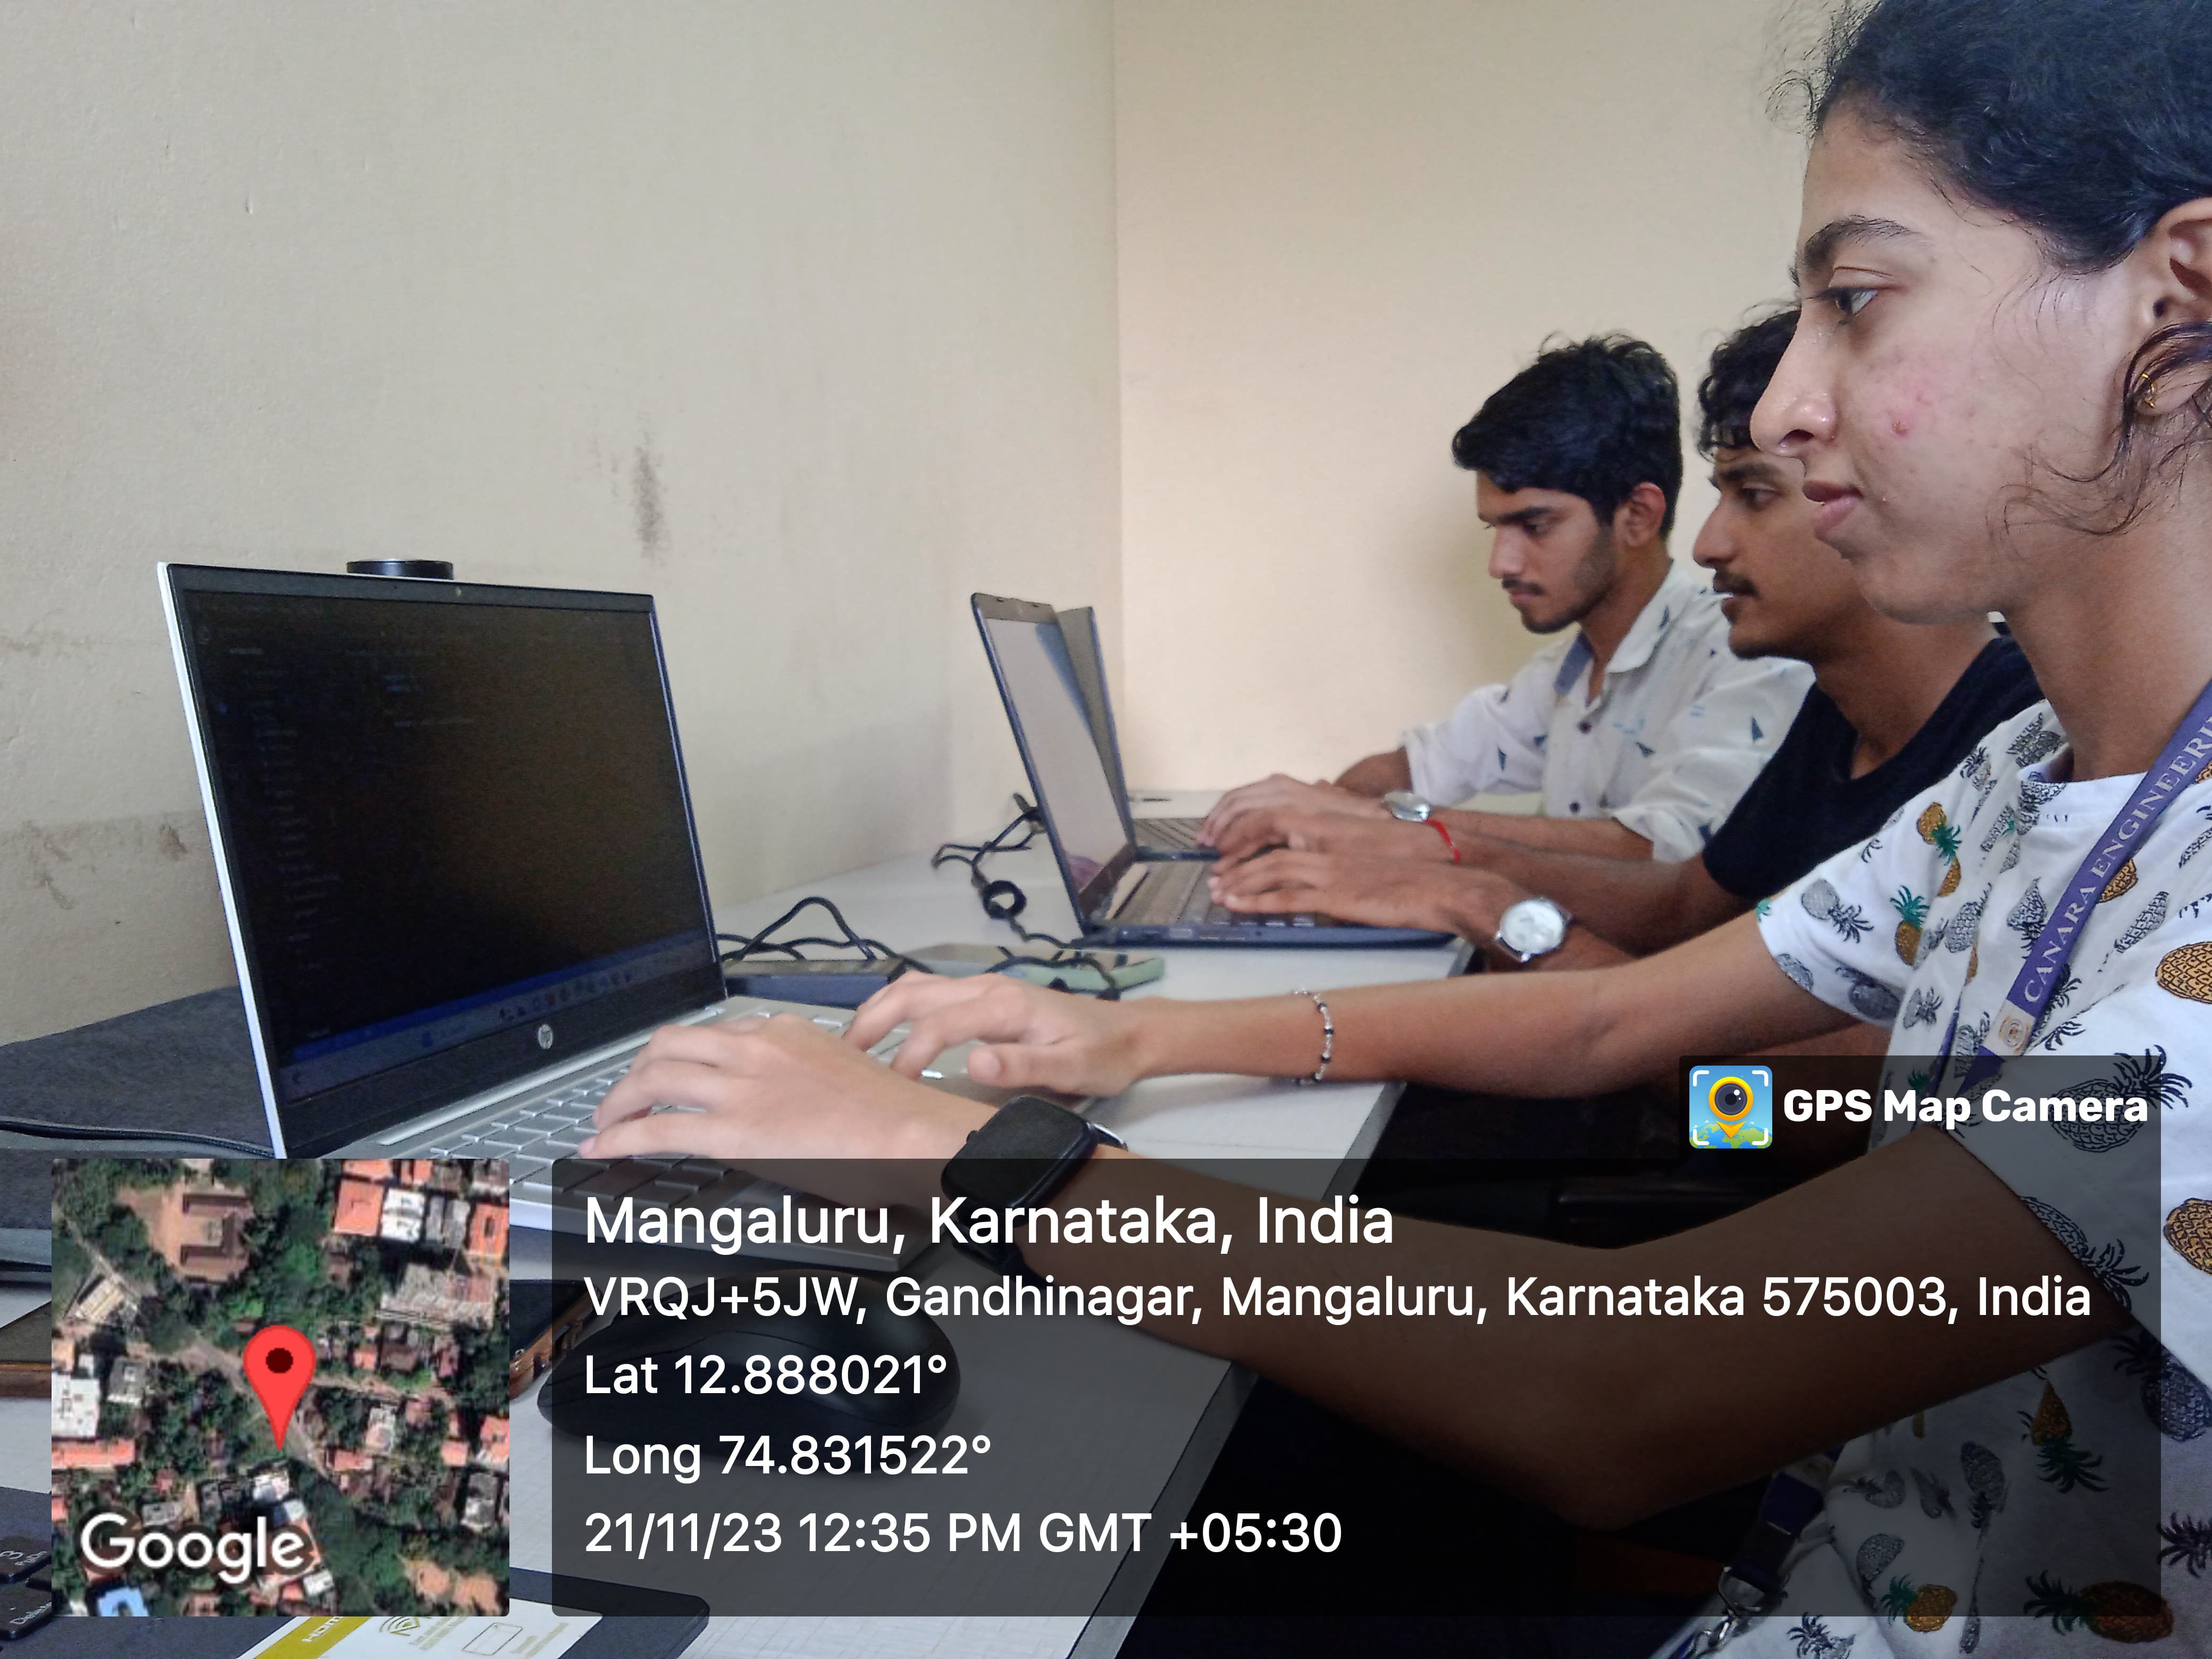 hp
CANARA ENGINEERI
GPS Map Camera
Mangaluru, Karnataka, India
VRQJ+5JW, Gandhinagar, Mangaluru, Karnataka 575003, India
Lat 12.888021°
Long 74.831522°
21/11/23 12:35 PM GMT +05:30
Google